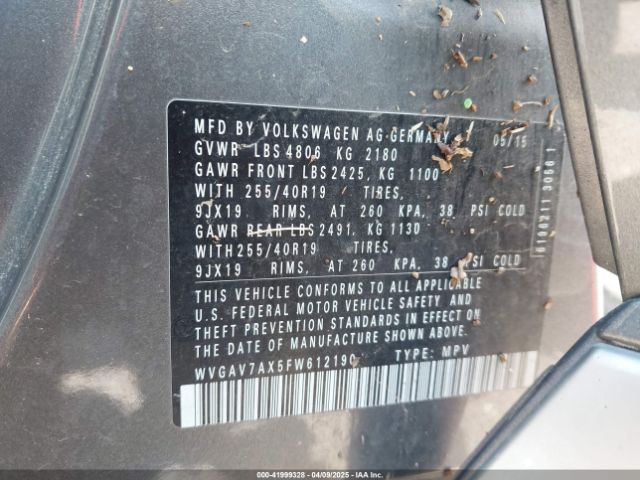 MFD BY VOLKSWAGEN AG GERMANY 05/15
GVWR LBS 4806 KG 2180
GAWR FRONT LBS 2425, KG 1100
WITH 255/40R19 TIRES,
9JX19 RIMS, AT 260 KPA, 38 PSI COLD
GAWR REAR LBS 2491, KG 1130
WITH 255/40R19 TIRES,
9JX19 RIMS, AT 260 KPA, 38 PSI COLD
THIS VEHICLE CONFORMS TO ALL APPLICABLE
U.S. FEDERAL MOTOR VEHICLE SAFETY AND
THEFT PREVENTION STANDARDS IN EFFECT ON
THE DATE OF MANUFACTURE SHOWN ABOVE.
WVGAV7AX5FW612190 TYPE: MPV
000-41999328 - 04/09/2025 - IAA Inc.